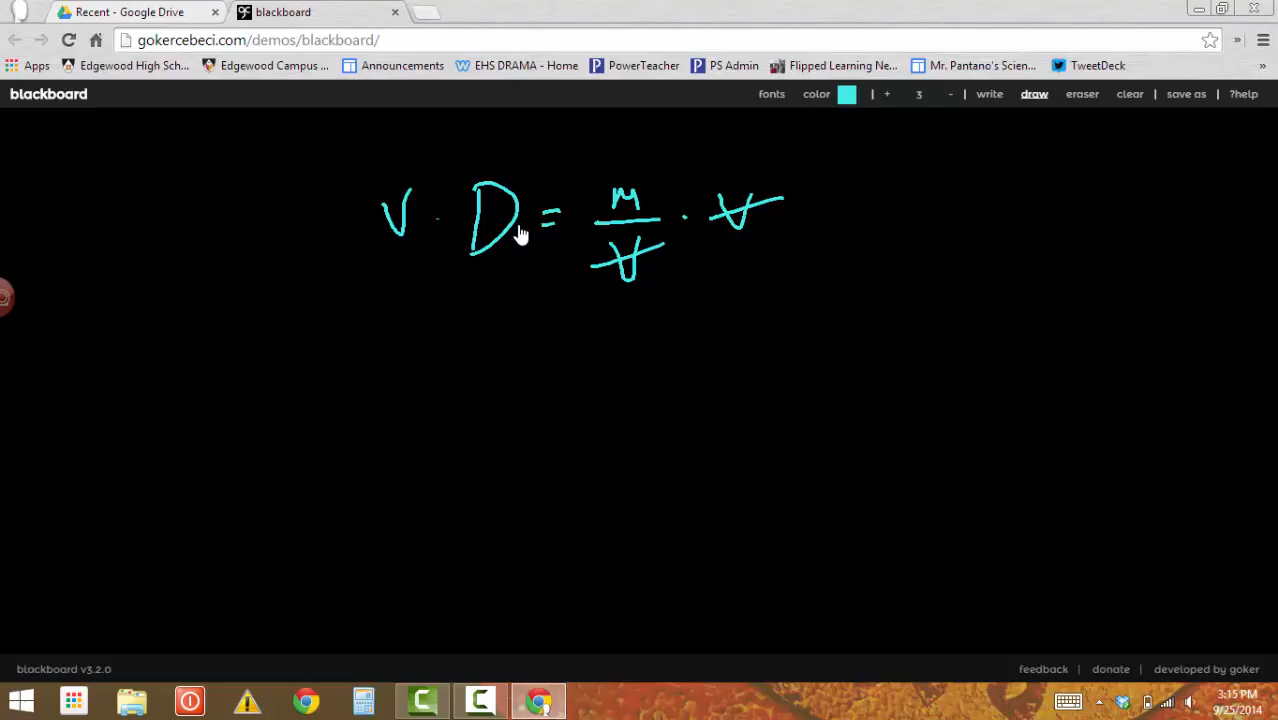 Recent - Google Drive
blackboard
gokercebeci.com/demos/blackboard/
Apps Edgewood High Sch... Edgewood Campus ... Announcements EHS DRAMA - Home PowerTeacher PS Admin Flipped Learning Ne... Mr. Pantano's Scien... TweetDeck »
blackboard fonts color | + 3 - | write draw eraser clear | save as | ?help
V · D = M/V · V
blackboard v3.2.0 feedback | donate | developed by goker
3:15 PM
9/25/2014